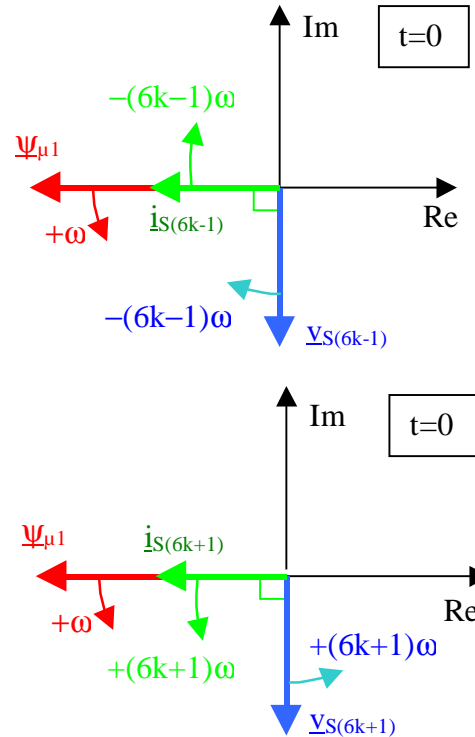 Im
t=0
−(6k−1)ω
Ψμ1
Re
+ω
iS(6k-1)
−(6k−1)ω
vS(6k-1)
Im
t=0
Ψμ1
iS(6k+1)
Re
+ω
+(6k+1)ω
+(6k+1)ω
vS(6k+1)